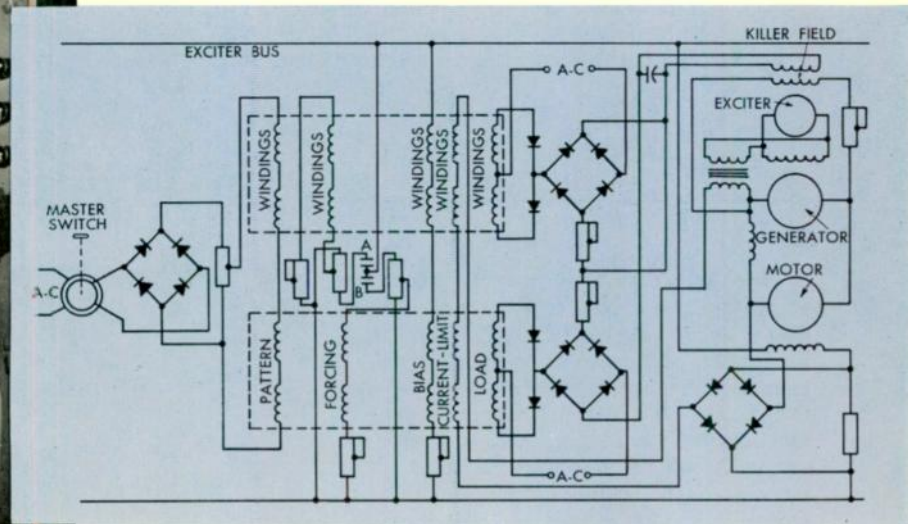 EXCITER BUS
KILLER FIELD
A-C
EXCITER
WINDINGS
WINDINGS
WINDINGS
WINDINGS
WINDINGS
MASTER
SWITCH
A-C
A
B
GENERATOR
MOTOR
PATTERN
FORCING
BIAS
CURRENT-LIMIT
LOAD
A-C